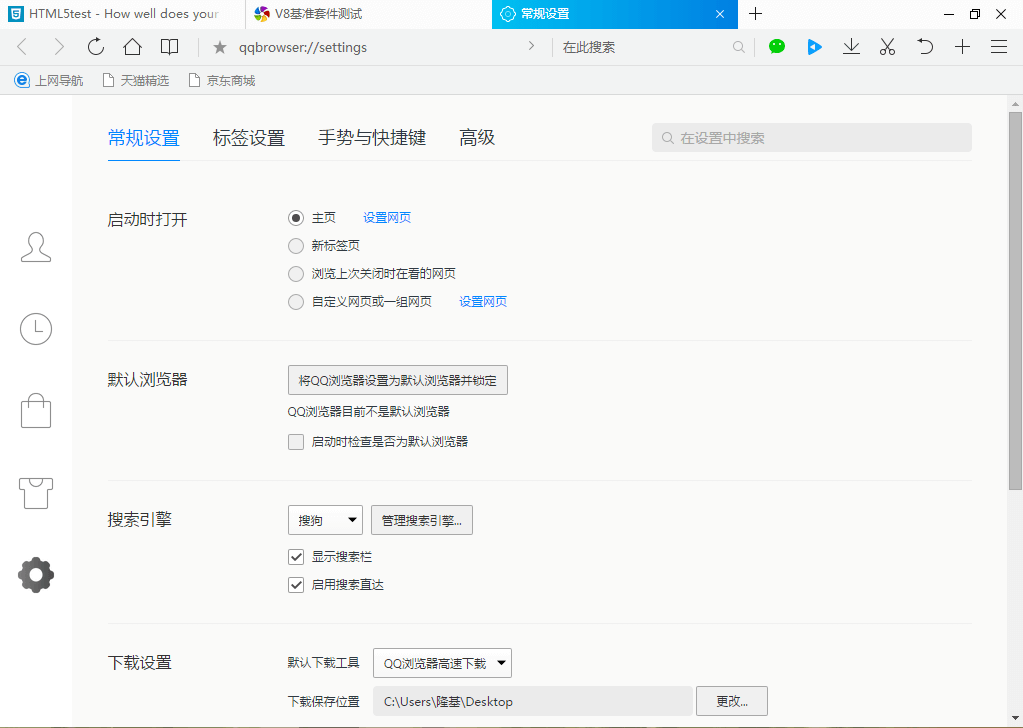 HTML5test - How well does your
V8基准套件测试
常规设置
qqbrowser://settings
在此搜索
上网导航
天猫精选
京东商城
常规设置
标签设置
手势与快捷键
高级
在设置中搜索
启动时打开
主页
设置网页
新标签页
浏览上次关闭时在看的网页
自定义网页或一组网页
设置网页
默认浏览器
将QQ浏览器设置为默认浏览器并锁定
QQ浏览器目前不是默认浏览器
启动时检查是否为默认浏览器
搜索引擎
搜狗
管理搜索引擎...
显示搜索栏
启用搜索直达
下载设置
默认下载工具
QQ浏览器高速下载
下载保存位置
C:\Users\隆基\Desktop
更改...